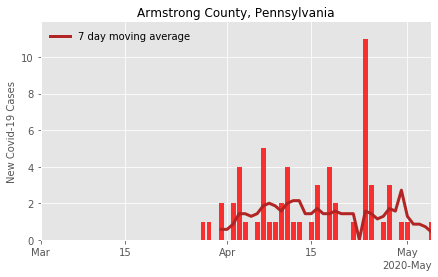 Armstrong County, Pennsylvania
7 day moving average
New Covid-19 Cases
10
8
6
4
2
0
Mar
15
Apr
15
May
2020-May